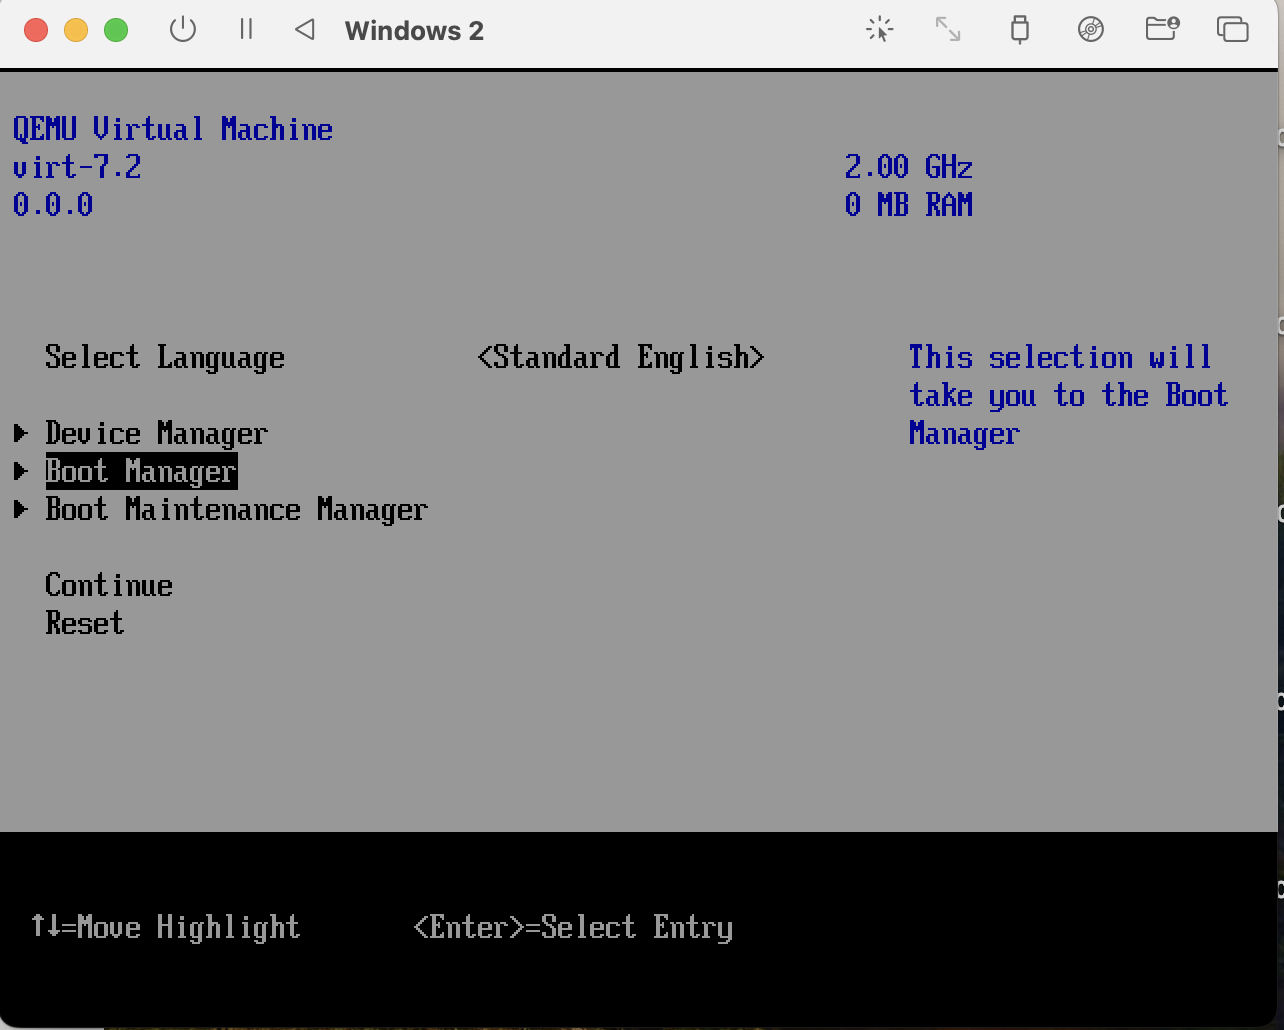 Windows 2
QEMU Virtual Machine
virt-7.2 2.00 GHz
0.0.0 0 MB RAM
Select Language <Standard English> This selection will
take you to the Boot
Manager
Device Manager
Boot Manager
Boot Maintenance Manager
Continue
Reset
↑↓=Move Highlight <Enter>=Select Entry